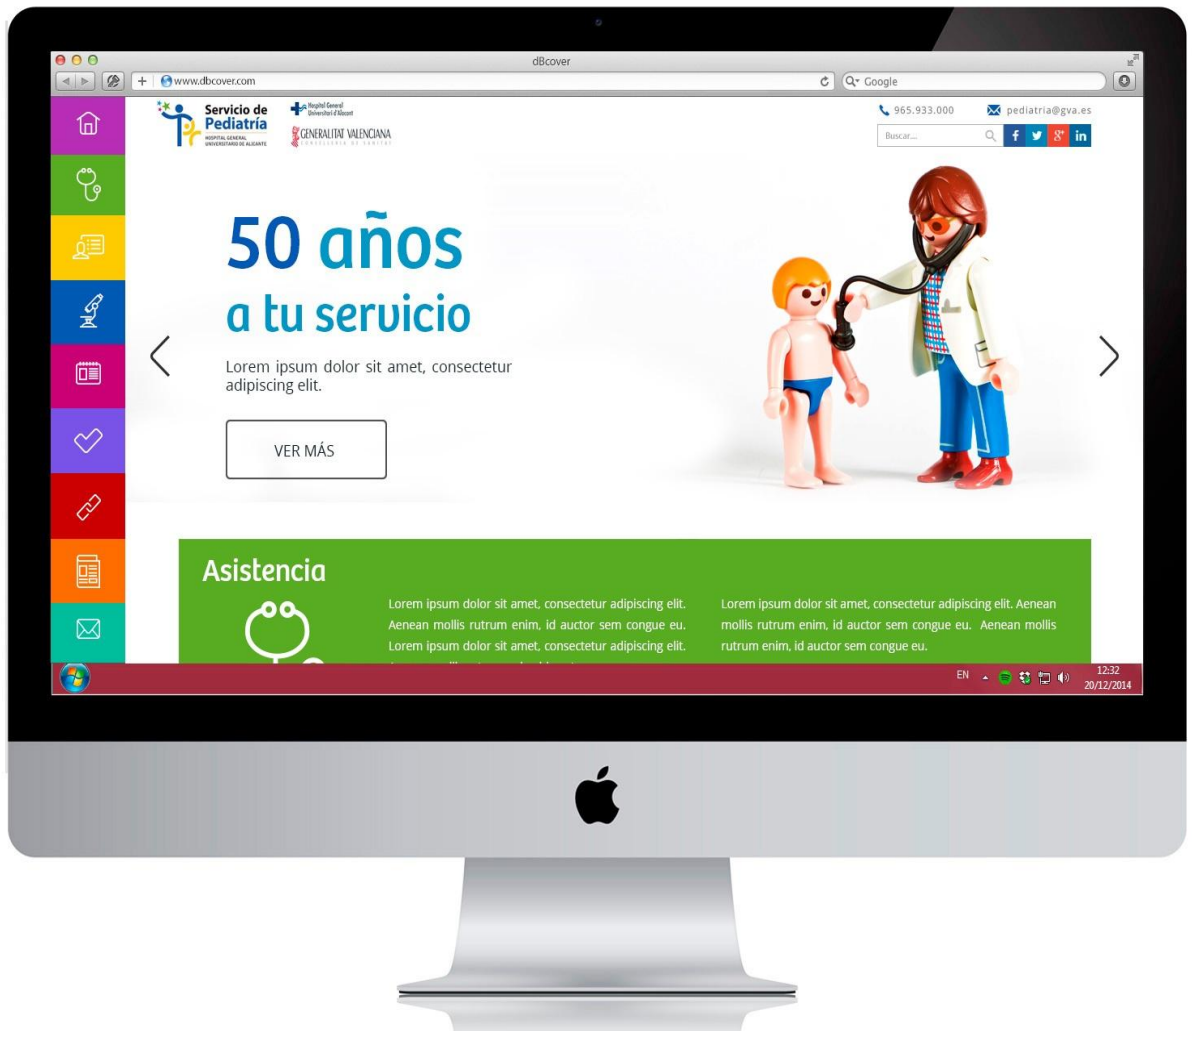 dBcover
www.dbcover.com
Google
Servicio de
Pediatría
HOSPITAL GENERAL
UNIVERSITARIO DE ALICANTE
Hospital General
Universitari d'Alacant
GENERALITAT VALENCIANA
CONSELLERIA DE SANITAT
965.933.000
pediatria@gva.es
Buscar...
f
g+
in
50 años
a tu servicio
Lorem ipsum dolor sit amet, consectetur
adipiscing elit.
VER MÁS
Asistencia
Lorem ipsum dolor sit amet, consectetur adipiscing elit.
Aenean mollis rutrum enim, id auctor sem congue eu.
Lorem ipsum dolor sit amet, consectetur adipiscing elit.
Lorem ipsum dolor sit amet, consectetur adipiscing elit. Aenean
mollis rutrum enim, id auctor sem congue eu. Aenean mollis
rutrum enim, id auctor sem congue eu.
EN
12:32
20/12/2014